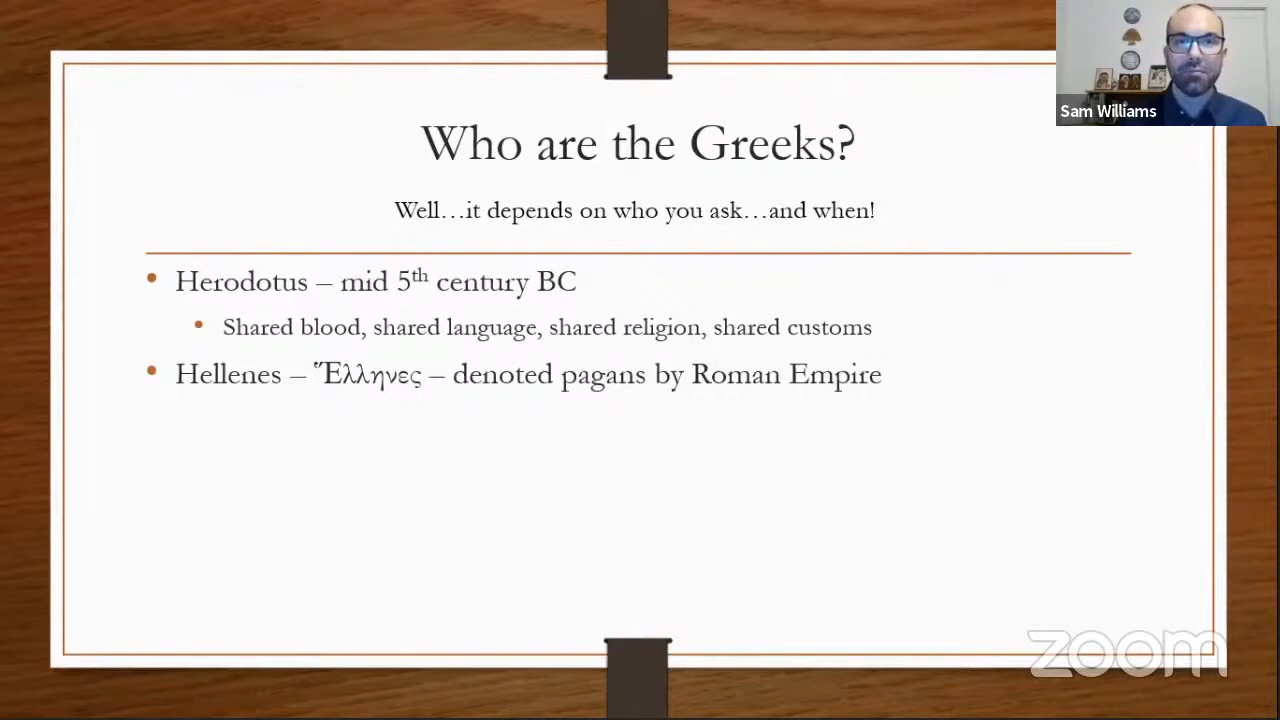 Sam Williams
Who are the Greeks?
Well…it depends on who you ask…and when!
• Herodotus – mid 5th century BC
• Shared blood, shared language, shared religion, shared customs
• Hellenes – Ἕλληνες – denoted pagans by Roman Empire
zoom